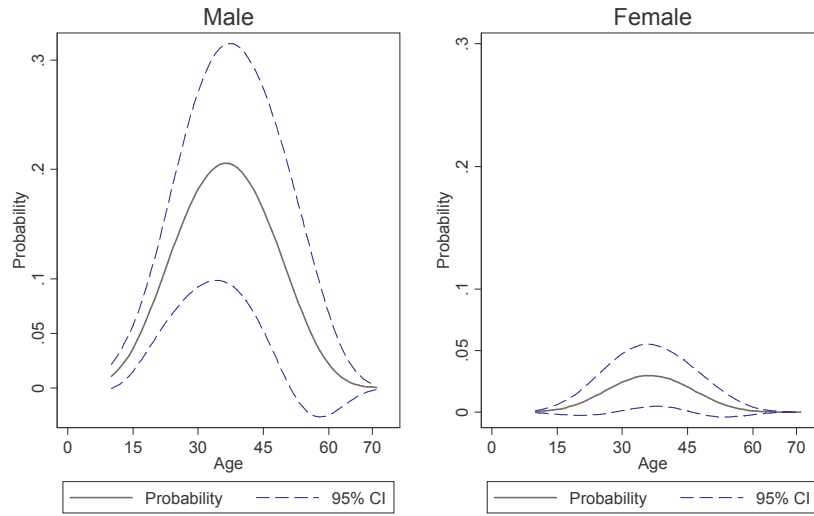 Male
Female
Probability
.3
.2
.1
.05
0
0 15 30 45 60 70
Age
Probability 95% CI
Probability
.3
.2
.1
.05
0
0 15 30 45 60 70
Age
Probability 95% CI